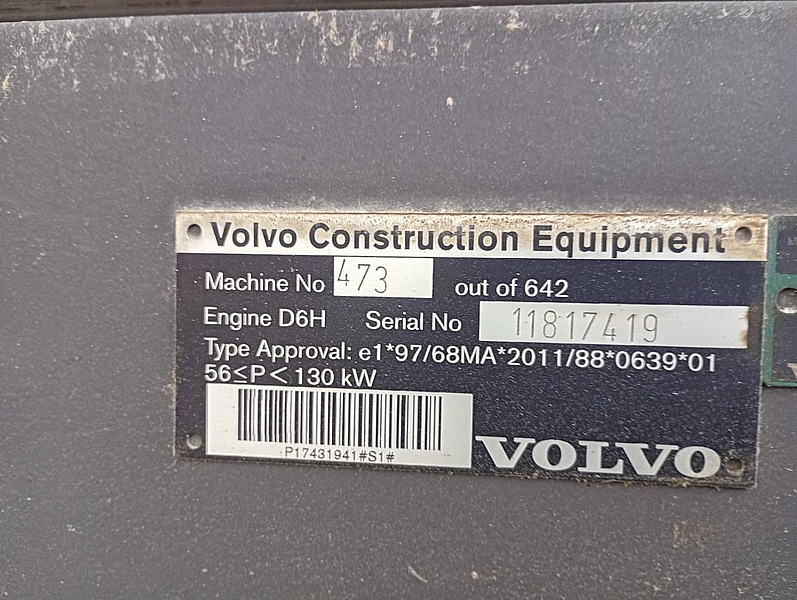 Volvo Construction Equipment
Machine No 473 out of 642
Engine D6H Serial No 11817419
Type Approval: e1*97/68MA*2011/88*0639*01
56≤P<130 kW
P17431941#S1#
VOLVO